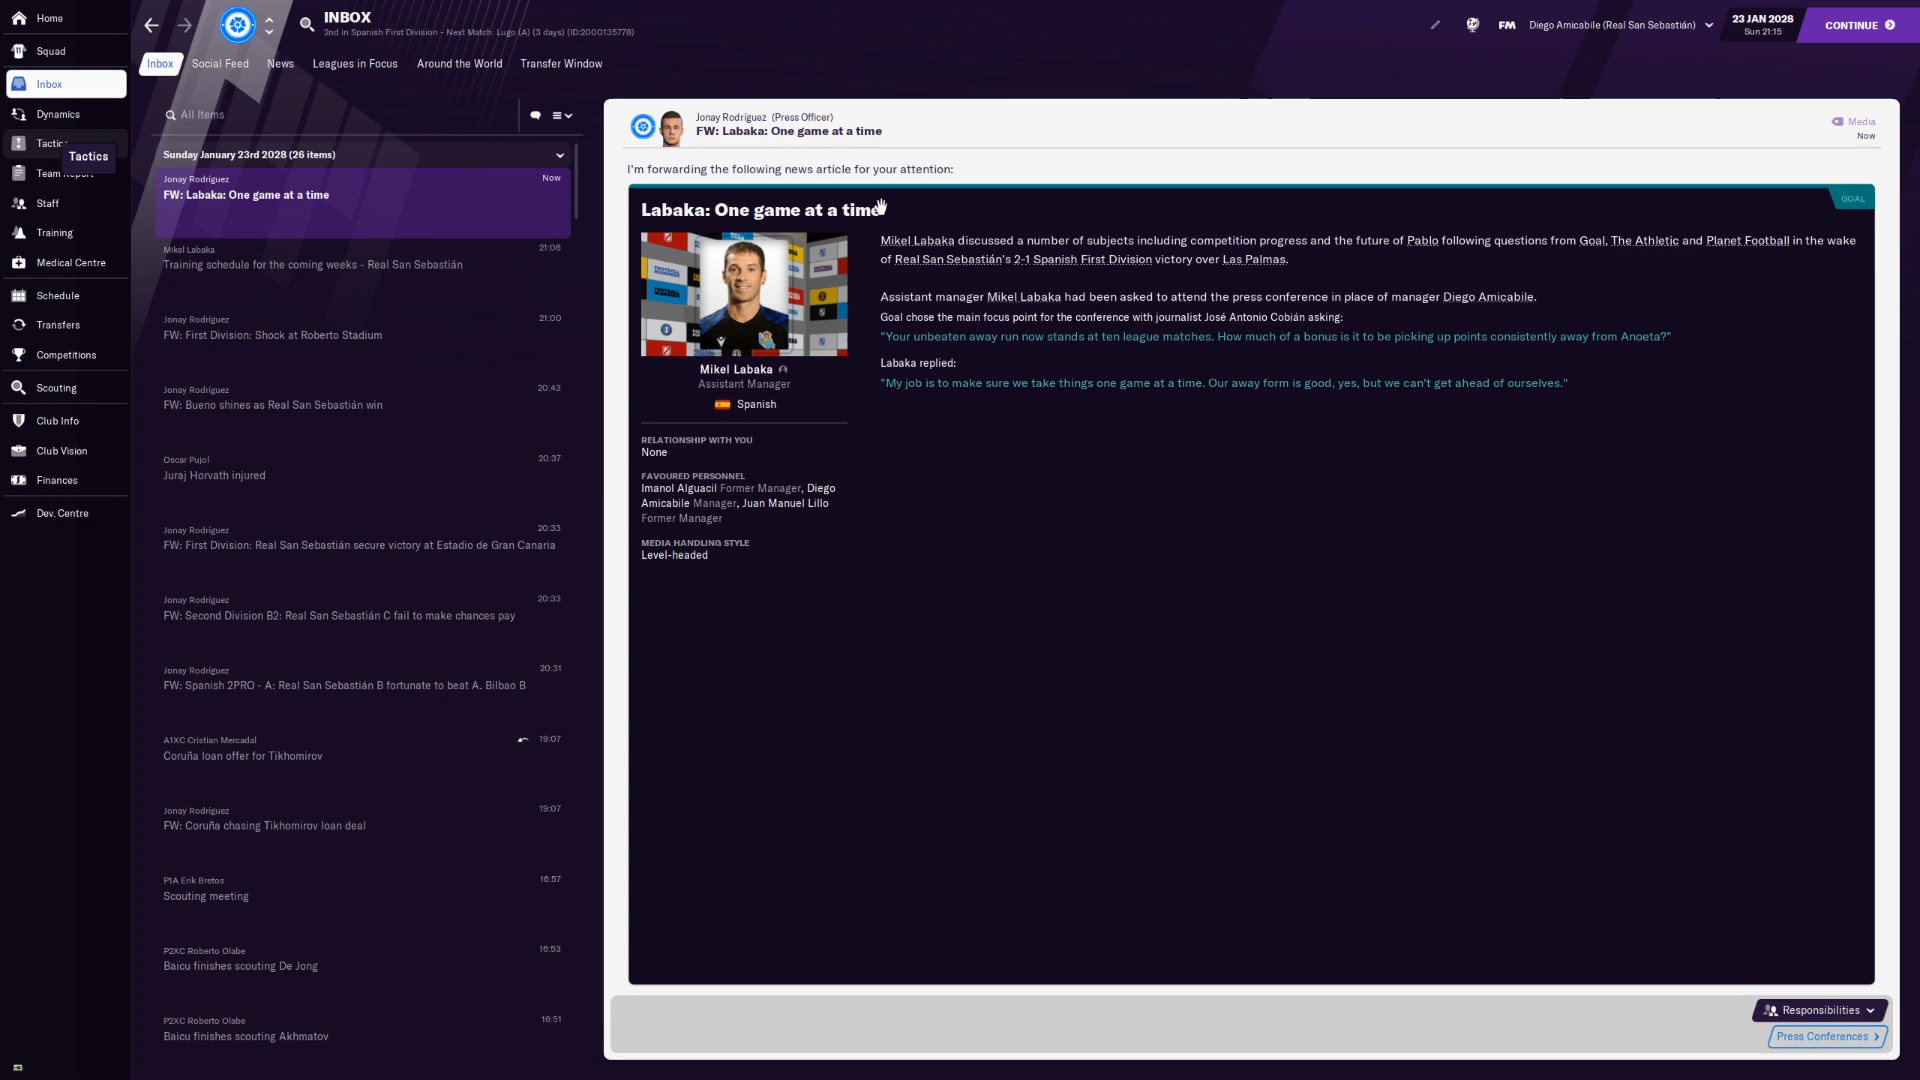 Home
Squad
Inbox
Dynamics
Tactic
Tactics
Team Report
Staff
Training
Medical Centre
Schedule
Transfers
Competitions
Scouting
Club Info
Club Vision
Finances
Dev. Centre
INBOX
2nd in Spanish First Division - Next Match: Lugo (A) (3 days) (ID:2000135778)
FM
Diego Amicabile (Real San Sebastián)
23 JAN 2028
Sun 21:15
CONTINUE
Inbox
Social Feed
News
Leagues in Focus
Around the World
Transfer Window
All Items
Sunday January 23rd 2028 (26 items)
Jonay Rodríguez
Now
FW: Labaka: One game at a time
Mikel Labaka
21:06
Training schedule for the coming weeks - Real San Sebastián
Jonay Rodríguez
21:00
FW: First Division: Shock at Roberto Stadium
Jonay Rodríguez
20:43
FW: Bueno shines as Real San Sebastián win
Oscar Pujol
20:37
Juraj Horvath injured
Jonay Rodríguez
20:33
FW: First Division: Real San Sebastián secure victory at Estadio de Gran Canaria
Jonay Rodríguez
20:33
FW: Second Division B2: Real San Sebastián C fail to make chances pay
Jonay Rodríguez
20:31
FW: Spanish 2PRO - A: Real San Sebastián B fortunate to beat A. Bilbao B
A1XC Cristian Mercadal
19:07
Coruña loan offer for Tikhomirov
Jonay Rodríguez
19:07
FW: Coruña chasing Tikhomirov loan deal
P1A Erik Bretos
16:57
Scouting meeting
P2XC Roberto Olabe
16:53
Baicu finishes scouting De Jong
P2XC Roberto Olabe
16:51
Baicu finishes scouting Akhmatov
Jonay Rodríguez (Press Officer)
FW: Labaka: One game at a time
Media
Now
I'm forwarding the following news article for your attention:
Labaka: One game at a time
GOAL
Mikel Labaka
Assistant Manager
Spanish
RELATIONSHIP WITH YOU
None
FAVOURED PERSONNEL
Imanol Alguacil Former Manager, Diego
Amicabile Manager, Juan Manuel Lillo
Former Manager
MEDIA HANDLING STYLE
Level-headed
Mikel Labaka discussed a number of subjects including competition progress and the future of Pablo following questions from Goal, The Athletic and Planet Football in the wake
of Real San Sebastián's 2-1 Spanish First Division victory over Las Palmas.
Assistant manager Mikel Labaka had been asked to attend the press conference in place of manager Diego Amicabile.
Goal chose the main focus point for the conference with journalist José Antonio Cobián asking:
"Your unbeaten away run now stands at ten league matches. How much of a bonus is it to be picking up points consistently away from Anoeta?"
Labaka replied:
"My job is to make sure we take things one game at a time. Our away form is good, yes, but we can't get ahead of ourselves."
Responsibilities
Press Conferences